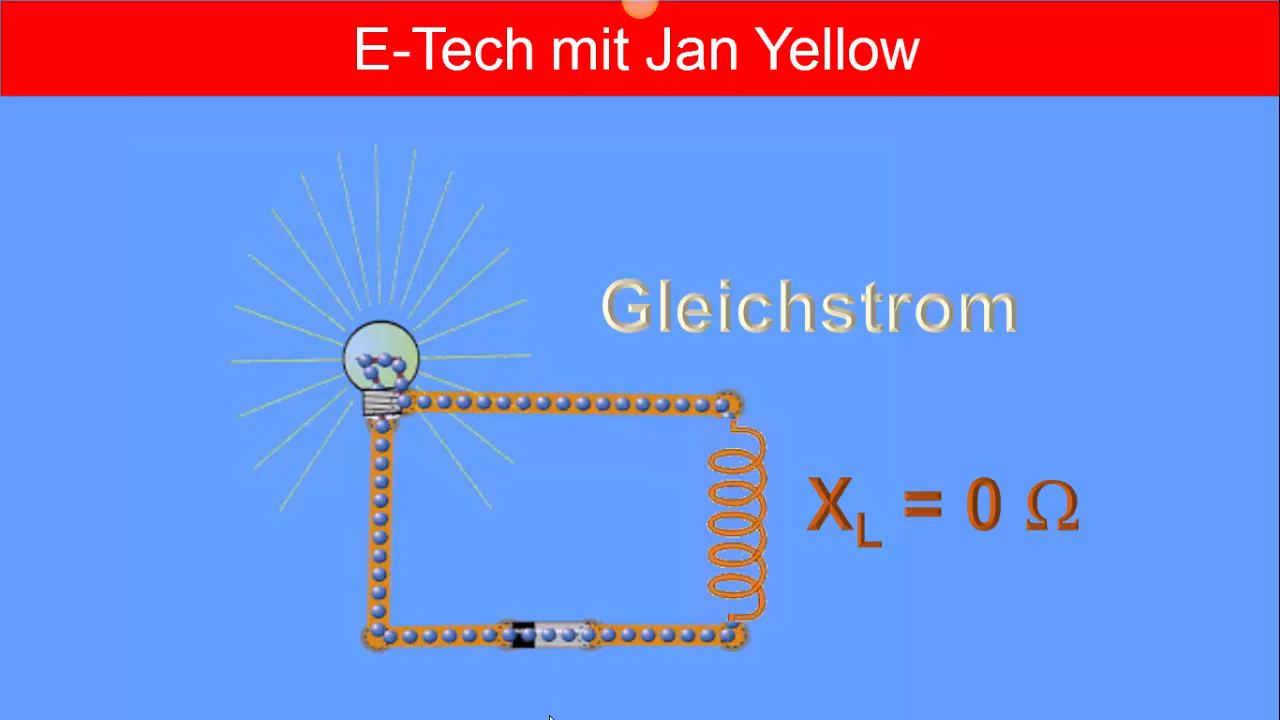 E-Tech mit Jan Yellow
Gleichstrom
X_L = 0 Ω